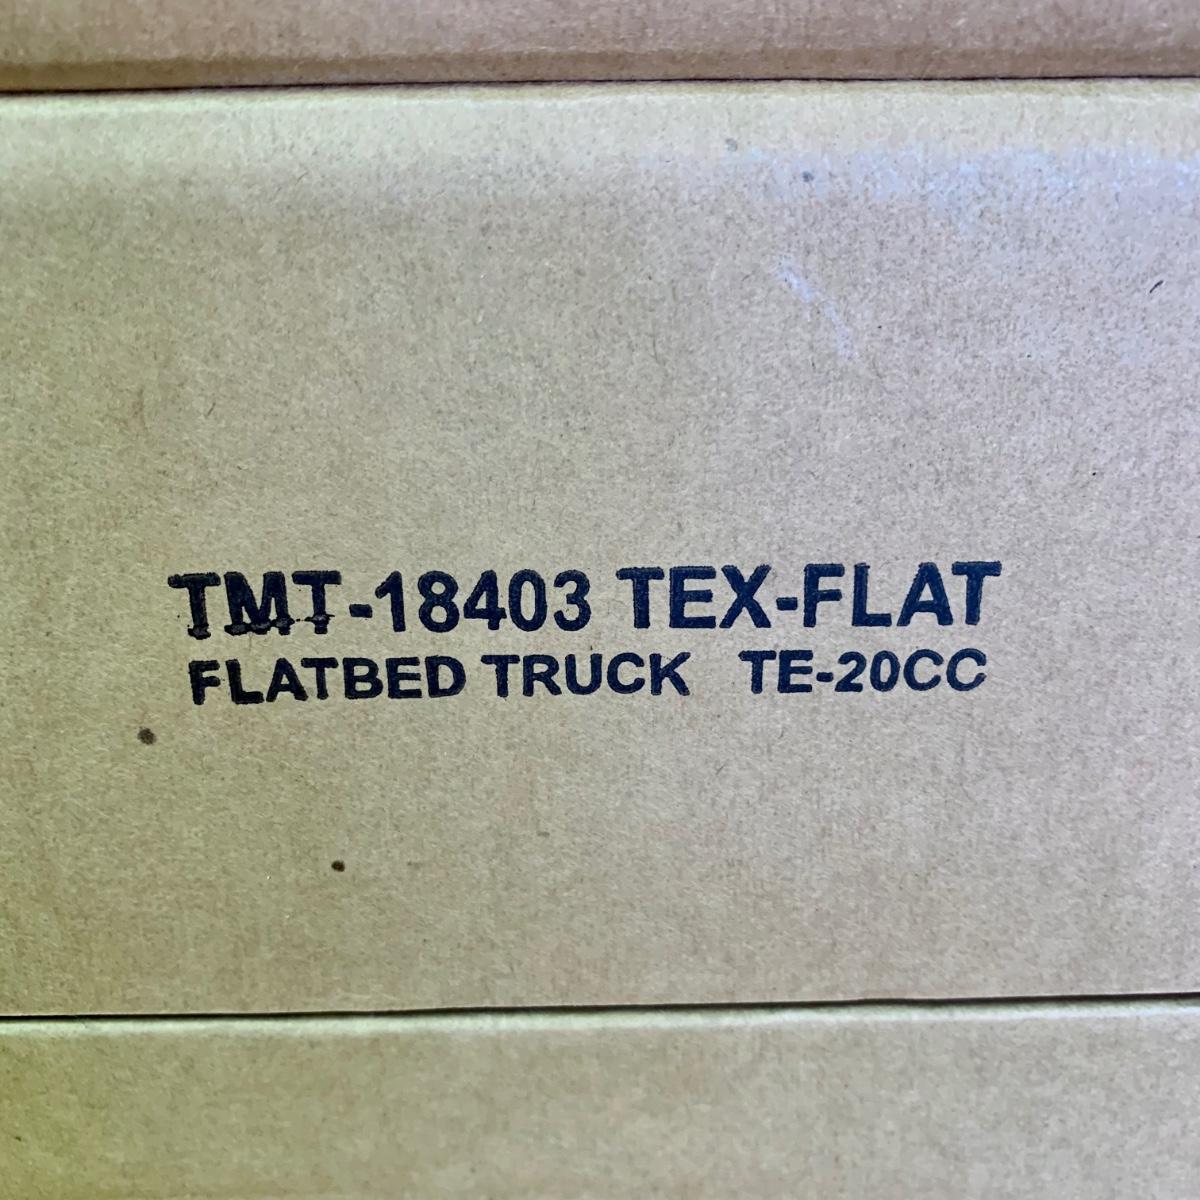 TMT-18403 TEX-FLAT
FLATBED TRUCK TE-20CC